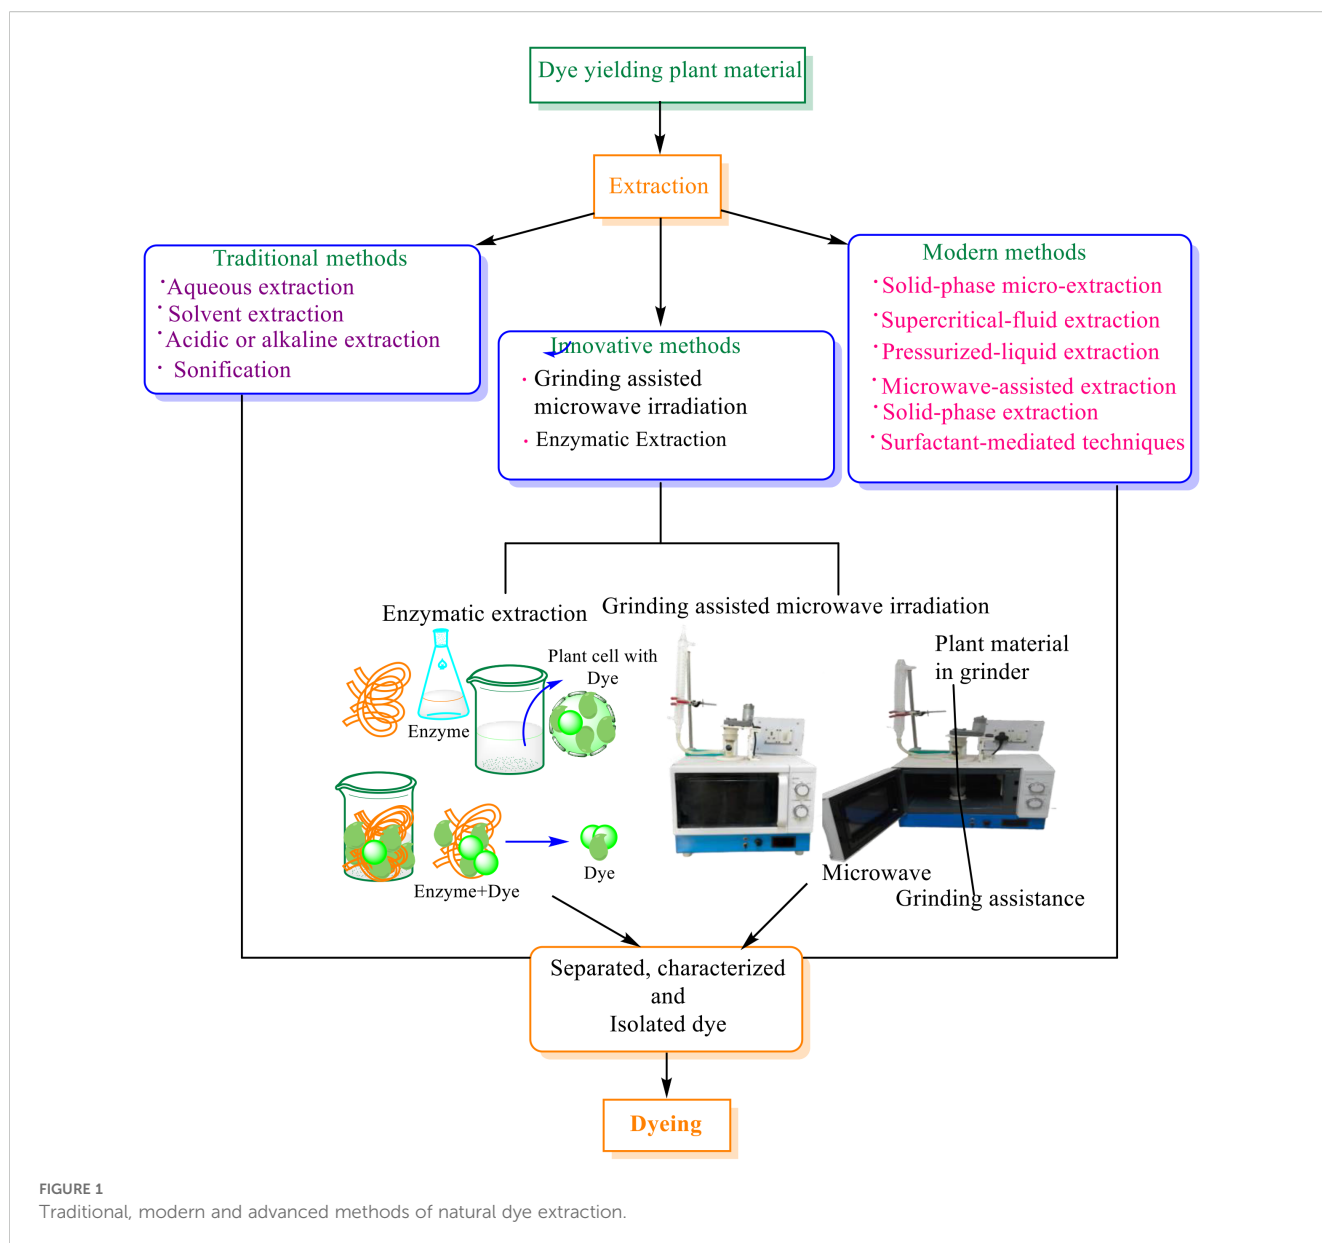 Dye yielding plant material
Extraction
Traditional methods
· Aqueous extraction
· Solvent extraction
· Acidic or alkaline extraction
· Sonification
Innovative methods
· Grinding assisted
microwave irradiation
· Enzymatic Extraction
Modern methods
· Solid-phase micro-extraction
· Supercritical-fluid extraction
· Pressurized-liquid extraction
· Microwave-assisted extraction
· Solid-phase extraction
· Surfactant-mediated techniques
Enzymatic extraction
Enzyme
Plant cell with
Dye
Enzyme+Dye
Dye
Grinding assisted microwave irradiation
Plant material
in grinder
Microwave
Grinding assistance
Separated, characterized
and
Isolated dye
Dyeing
FIGURE 1
Traditional, modern and advanced methods of natural dye extraction.